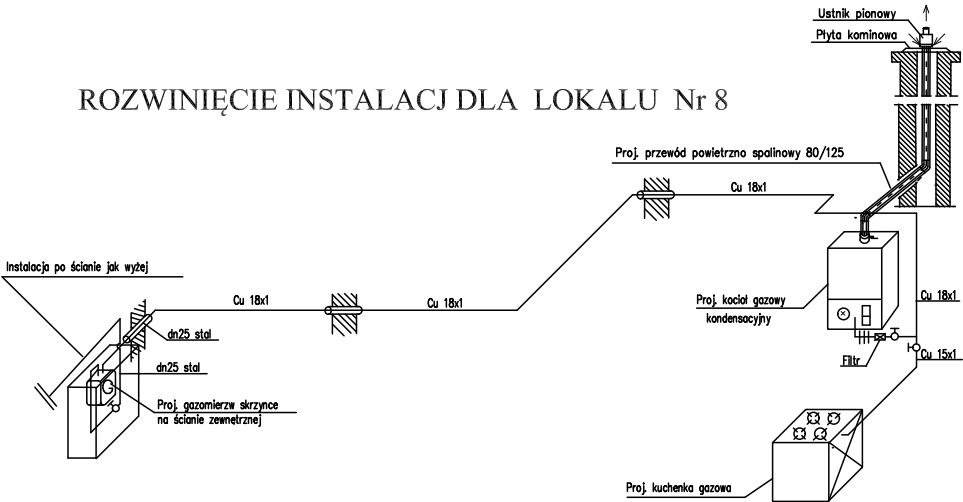 Ustnik pionowy
Płyta kominowa
ROZWINIĘCIE INSTALACJ DLA LOKALU Nr 8
Proj. przewód powietrzno spalinowy 80/125
Cu 18x1
Instalacja po ścianie jak wyżej
Cu 18x1
Cu 18x1
Proj. kocioł gazowy
kondensacyjny
Cu 18x1
dn25 stal
Filtr
Cu 15x1
dn25 stal
Proj. gazomierzw skrzynce
na ścianie zewnętrznej
Proj. kuchenka gazowa